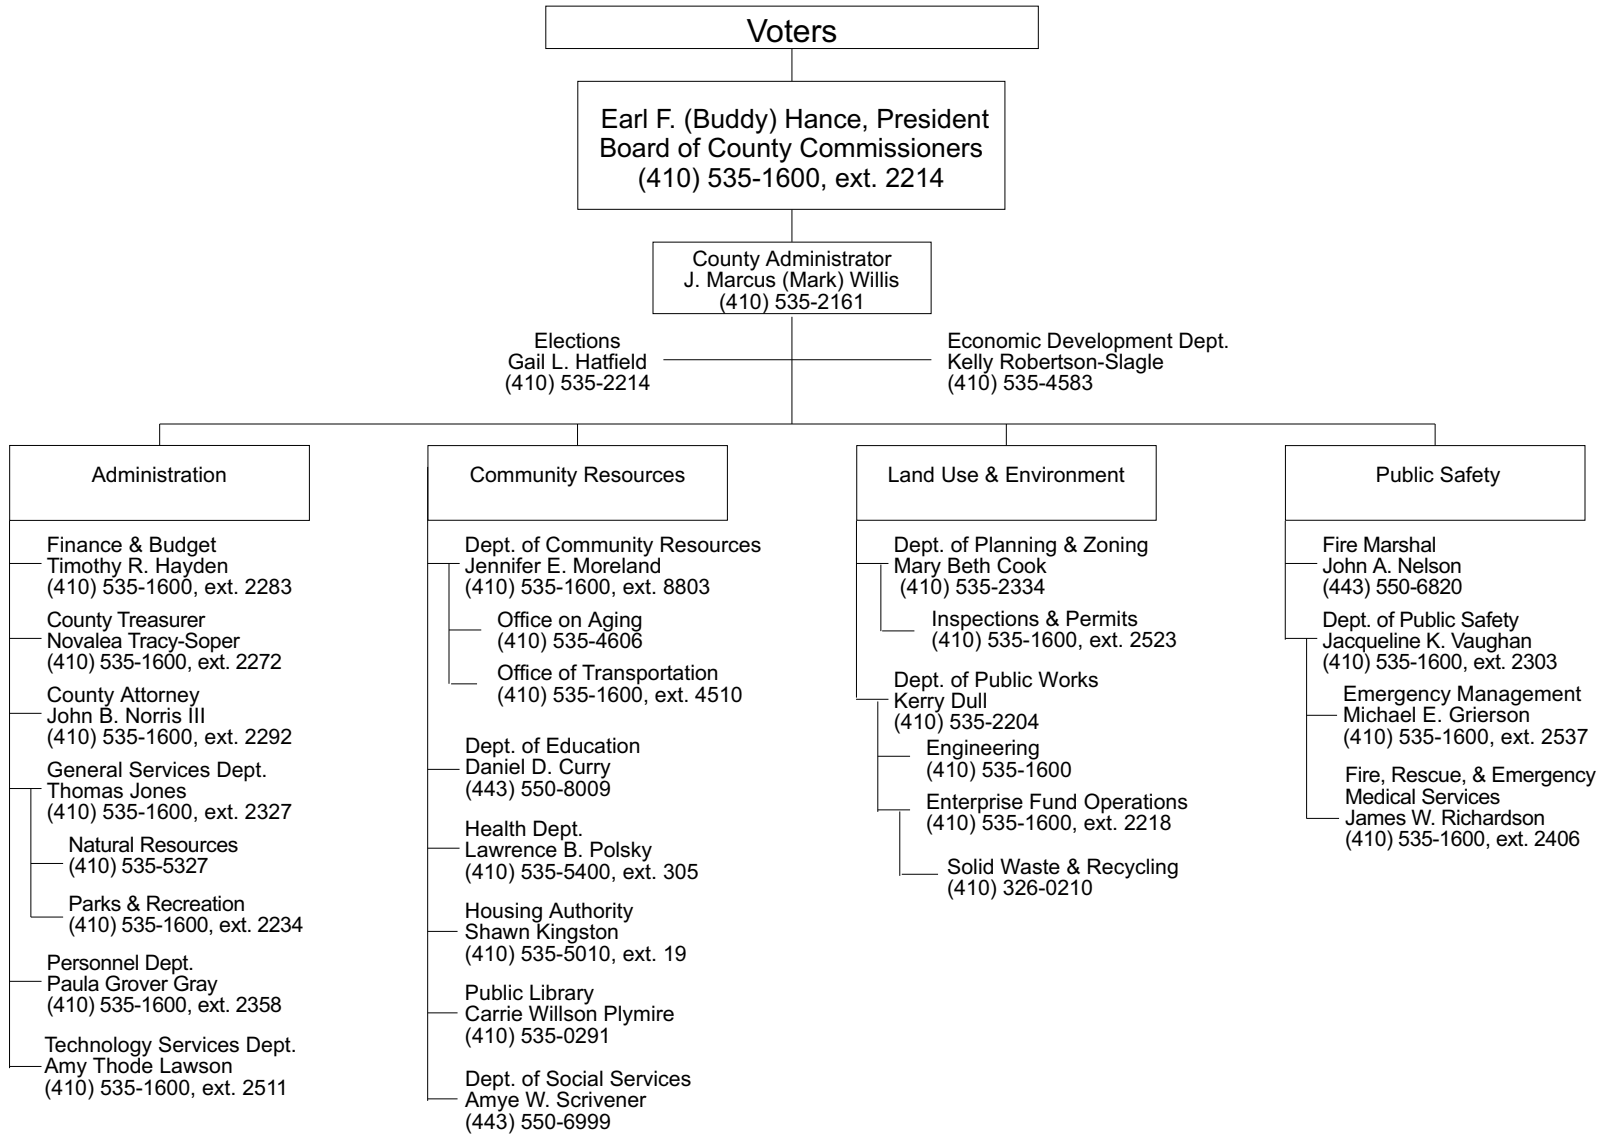 Voters
Earl F. (Buddy) Hance, President
Board of County Commissioners
(410) 535-1600, ext. 2214
County Administrator
J. Marcus (Mark) Willis
(410) 535-2161
Elections
Gail L. Hatfield
(410) 535-2214
Economic Development Dept.
Kelly Robertson-Slagle
(410) 535-4583
Administration
Finance & Budget
Timothy R. Hayden
(410) 535-1600, ext. 2283
County Treasurer
Novalea Tracy-Soper
(410) 535-1600, ext. 2272
County Attorney
John B. Norris III
(410) 535-1600, ext. 2292
General Services Dept.
Thomas Jones
(410) 535-1600, ext. 2327
Natural Resources
(410) 535-5327
Parks & Recreation
(410) 535-1600, ext. 2234
Personnel Dept.
Paula Grover Gray
(410) 535-1600, ext. 2358
Technology Services Dept.
Amy Thode Lawson
(410) 535-1600, ext. 2511
Community Resources
Dept. of Community Resources
Jennifer E. Moreland
(410) 535-1600, ext. 8803
Office on Aging
(410) 535-4606
Office of Transportation
(410) 535-1600, ext. 4510
Dept. of Education
Daniel D. Curry
(443) 550-8009
Health Dept.
Lawrence B. Polsky
(410) 535-5400, ext. 305
Housing Authority
Shawn Kingston
(410) 535-5010, ext. 19
Public Library
Carrie Willson Plymire
(410) 535-0291
Dept. of Social Services
Amye W. Scrivener
(443) 550-6999
Land Use & Environment
Dept. of Planning & Zoning
Mary Beth Cook
(410) 535-2334
Inspections & Permits
(410) 535-1600, ext. 2523
Dept. of Public Works
Kerry Dull
(410) 535-2204
Engineering
(410) 535-1600
Enterprise Fund Operations
(410) 535-1600, ext. 2218
Solid Waste & Recycling
(410) 326-0210
Public Safety
Fire Marshal
John A. Nelson
(443) 550-6820
Dept. of Public Safety
Jacqueline K. Vaughan
(410) 535-1600, ext. 2303
Emergency Management
Michael E. Grierson
(410) 535-1600, ext. 2537
Fire, Rescue, & Emergency
Medical Services
James W. Richardson
(410) 535-1600, ext. 2406